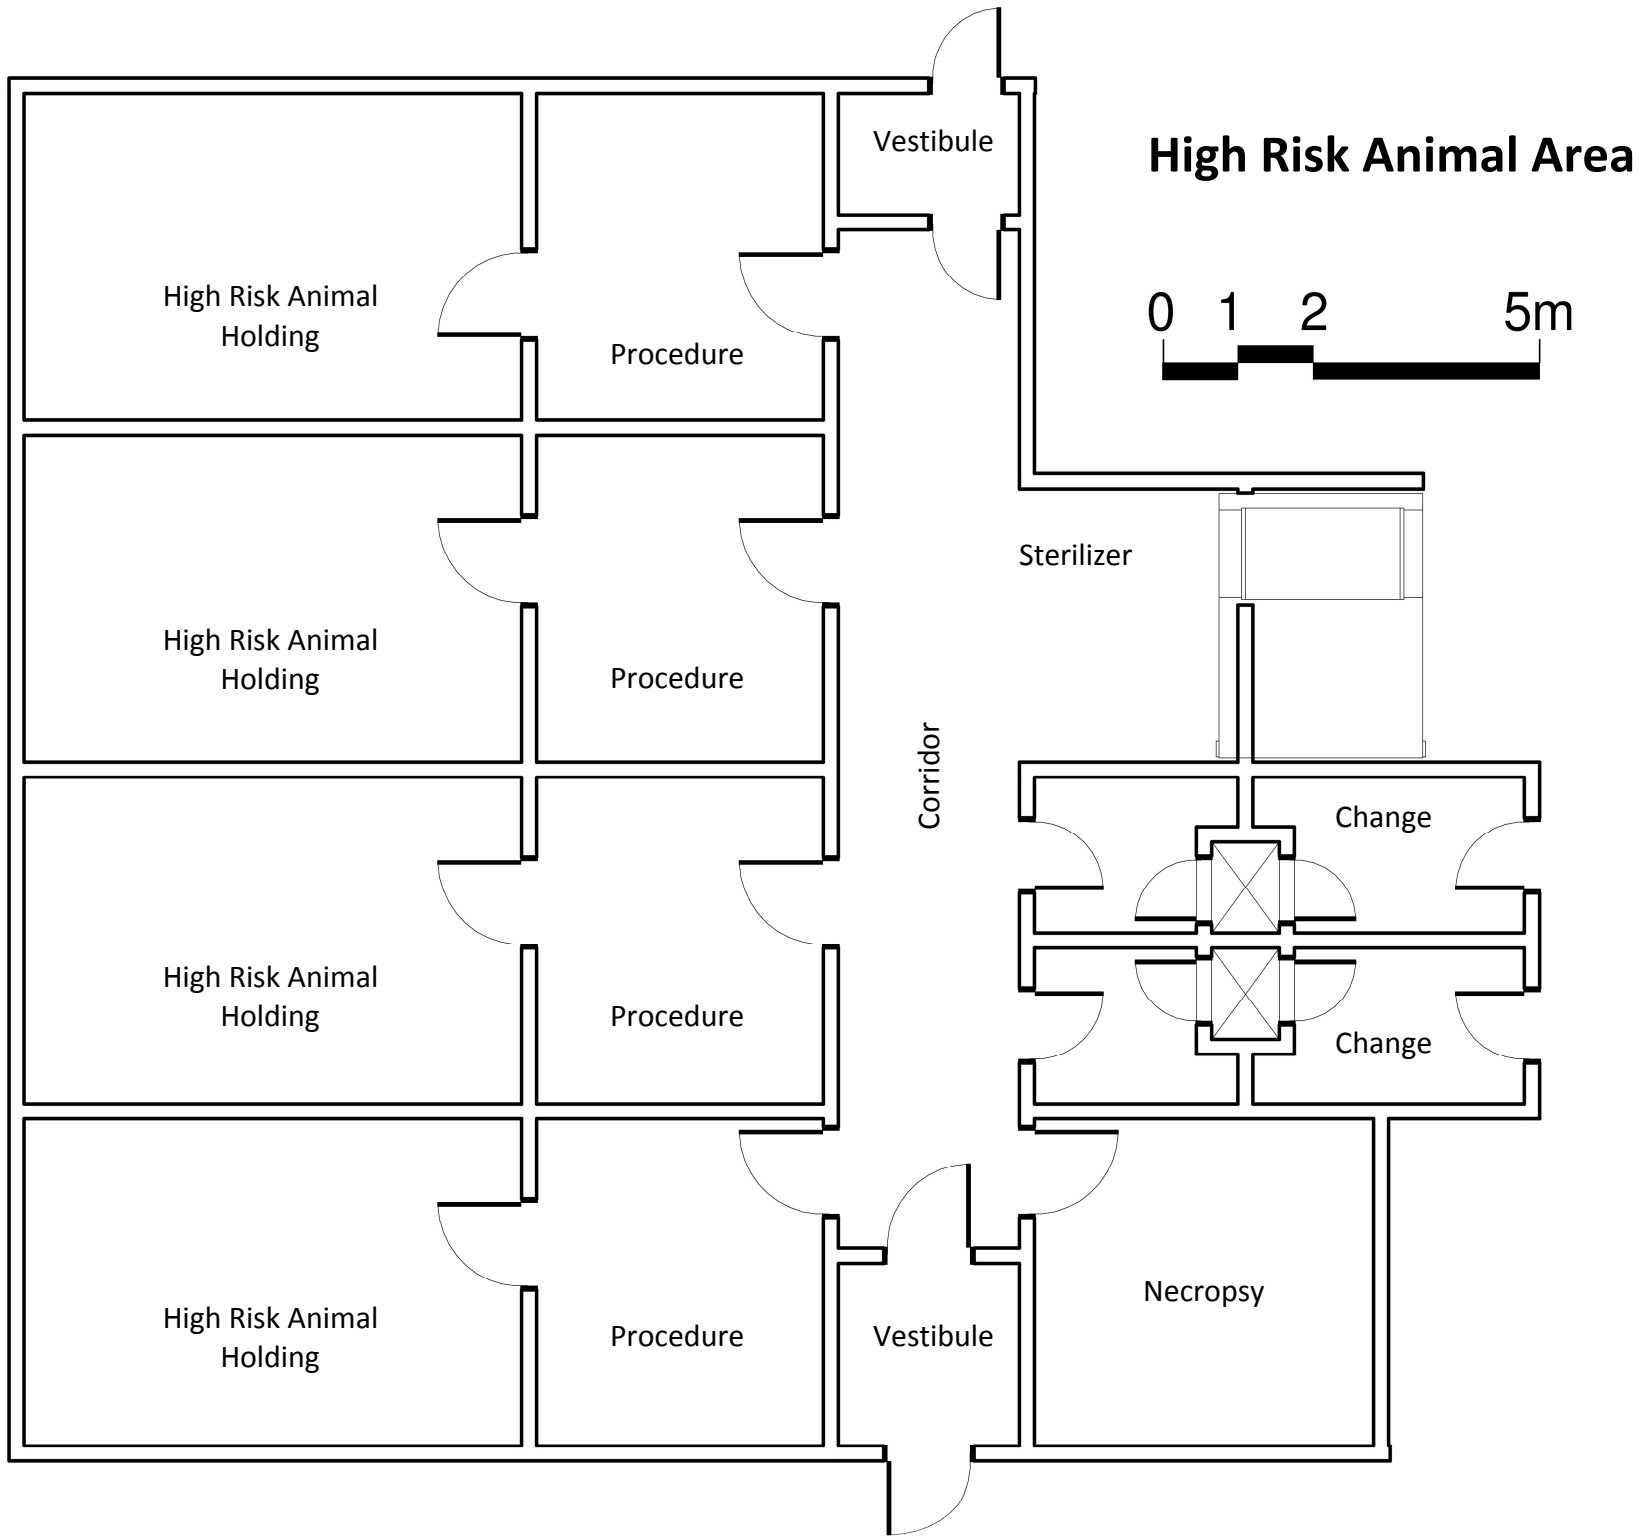 Vestibule
High Risk Animal Area
0 1 2 5m
High Risk Animal
Holding
Procedure
Sterilizer
High Risk Animal
Holding
Procedure
Corridor
Change
High Risk Animal
Holding
Procedure
Change
Necropsy
High Risk Animal
Holding
Procedure
Vestibule